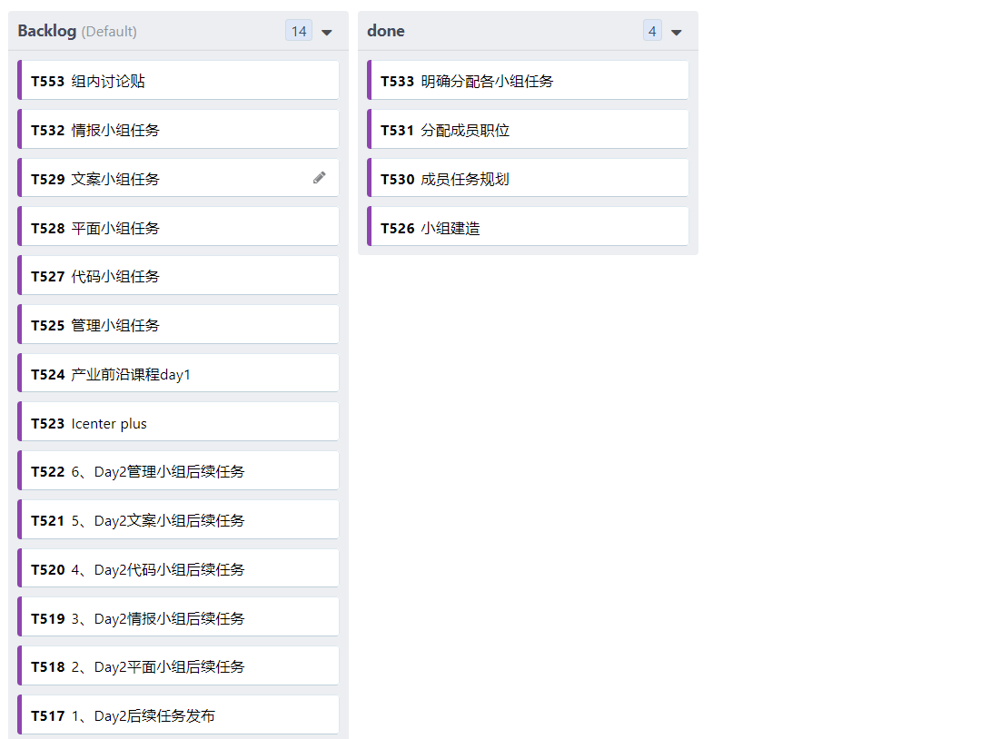 Backlog (Default) 14
T553 组内讨论贴
T532 情报小组任务
T529 文案小组任务
T528 平面小组任务
T527 代码小组任务
T525 管理小组任务
T524 产业前沿课程day1
T523 Icenter plus
T522 6、Day2管理小组后续任务
T521 5、Day2文案小组后续任务
T520 4、Day2代码小组后续任务
T519 3、Day2情报小组后续任务
T518 2、Day2平面小组后续任务
T517 1、Day2后续任务发布
done 4
T533 明确分配各小组任务
T531 分配成员职位
T530 成员任务规划
T526 小组建造